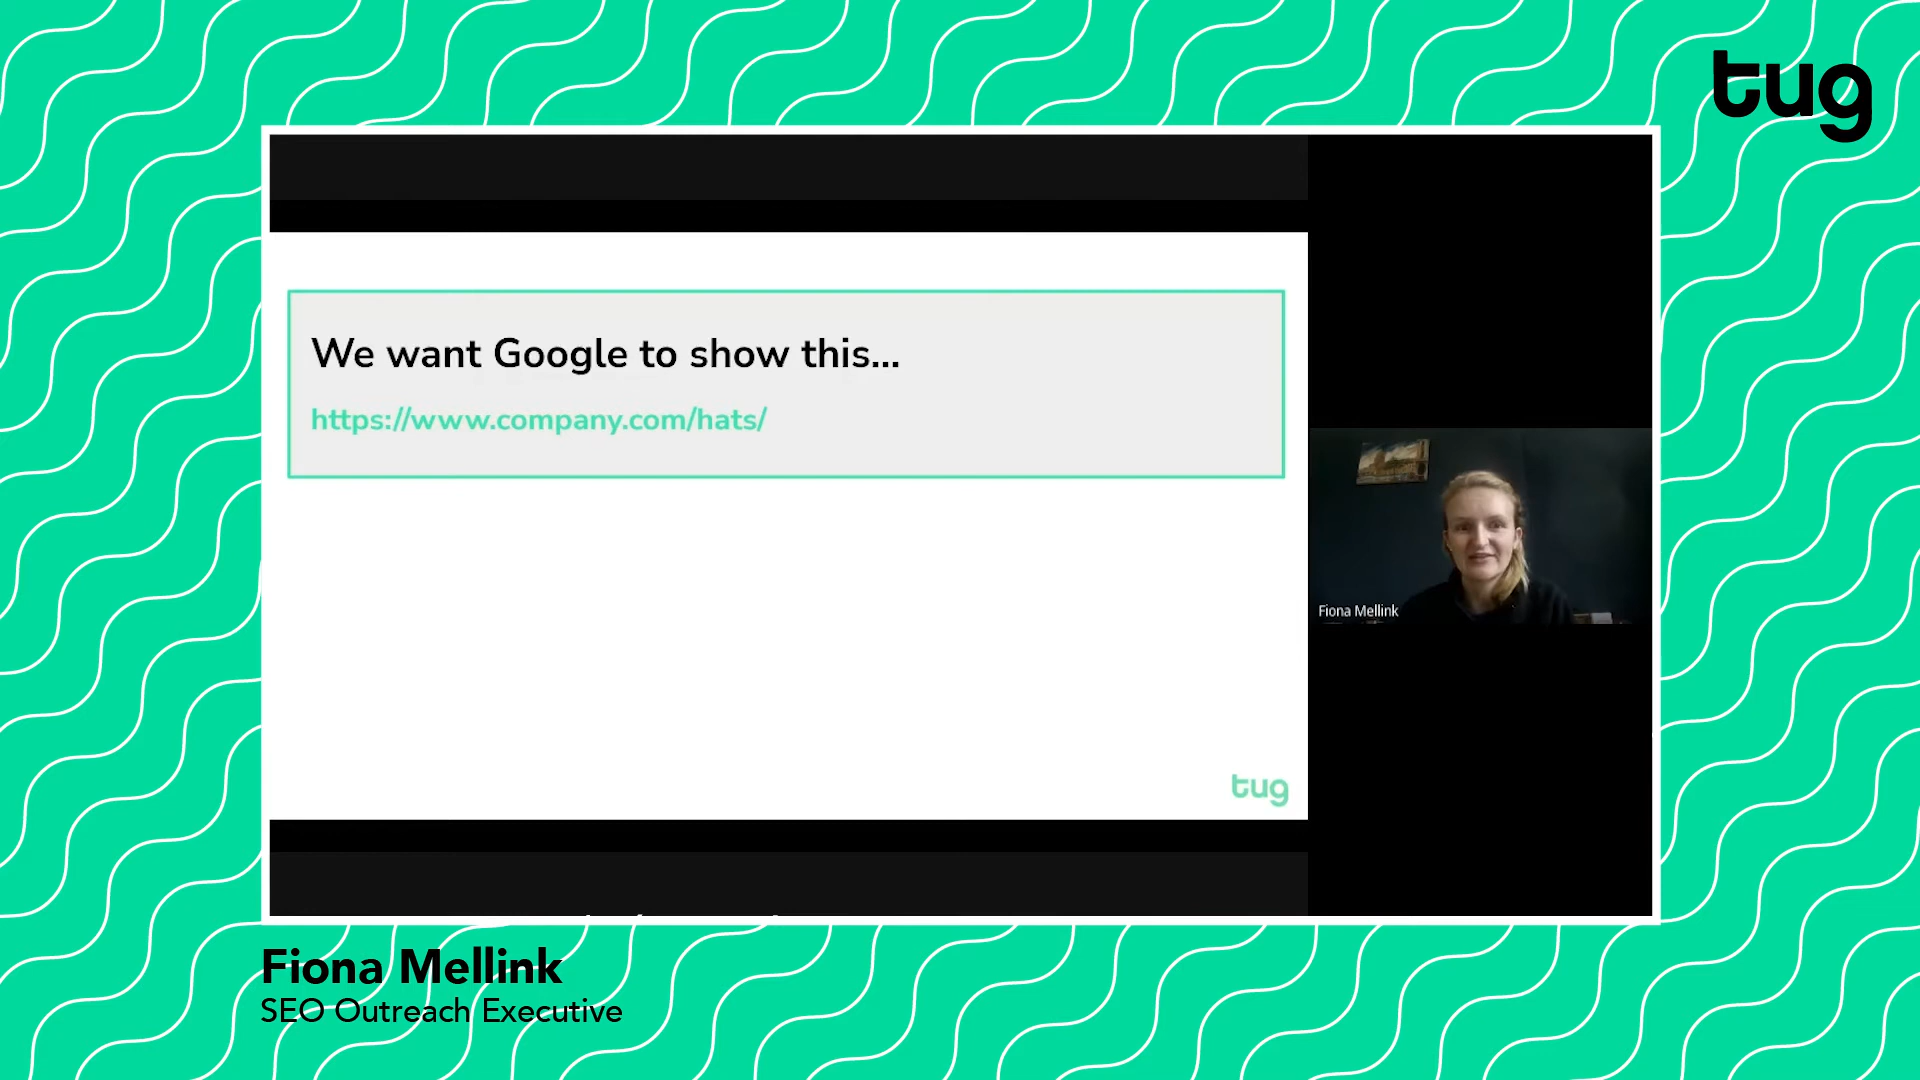 tug
We want Google to show this...
https://www.company.com/hats/
tug
Fiona Mellink
Fiona Mellink
SEO Outreach Executive